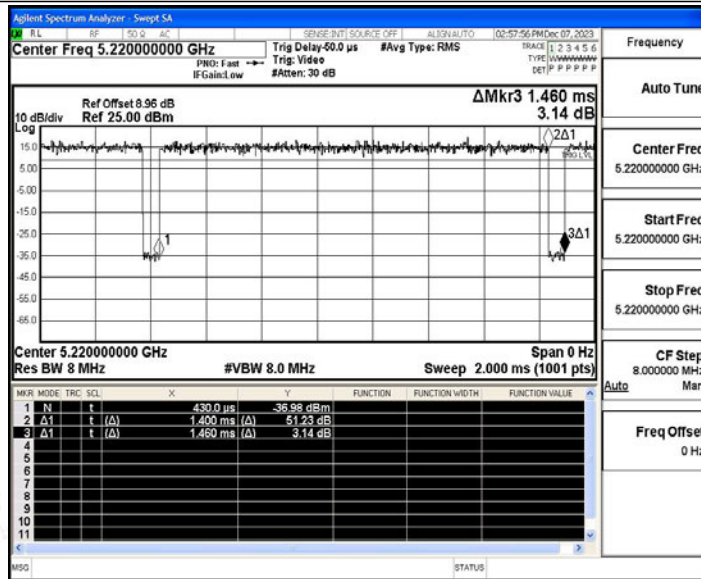 Agilent Spectrum Analyzer - Swept SA
RL RF 50 Ω AC SENSE:INT SOURCE OFF ALIGN AUTO 02:57:56 PM Dec 07, 2023
Center Freq 5.220000000 GHz
PNO: Fast
IFGain:Low
Trig Delay-50.0 µs
Trig: Video
#Atten: 30 dB
#Avg Type: RMS
TRACE 1 2 3 4 5 6
TYPE WWWWWW
DET P P P P P P
ΔMkr3 1.460 ms
3.14 dB
Ref Offset 8.96 dB
10 dB/div Ref 25.00 dBm
Log
15.0
5.00
-5.00
-15.0
-25.0
-35.0
-45.0
-55.0
-65.0
2Δ1
TRIG LVL
1
3Δ1
Center 5.220000000 GHz Span 0 Hz
Res BW 8 MHz #VBW 8.0 MHz Sweep 2.000 ms (1001 pts)
MKR MODE TRC SCL X Y FUNCTION FUNCTION WIDTH FUNCTION VALUE
1 N t 430.0 µs -36.98 dBm
2 Δ1 t (Δ) 1.400 ms (Δ) 51.23 dB
3 Δ1 t (Δ) 1.460 ms (Δ) 3.14 dB
4
5
6
7
8
9
10
11
MSG STATUS
Frequency
Auto Tune
Center Freq
5.220000000 GHz
Start Freq
5.220000000 GHz
Stop Freq
5.220000000 GHz
CF Step
8.000000 MHz
Auto Man
Freq Offset
0 Hz